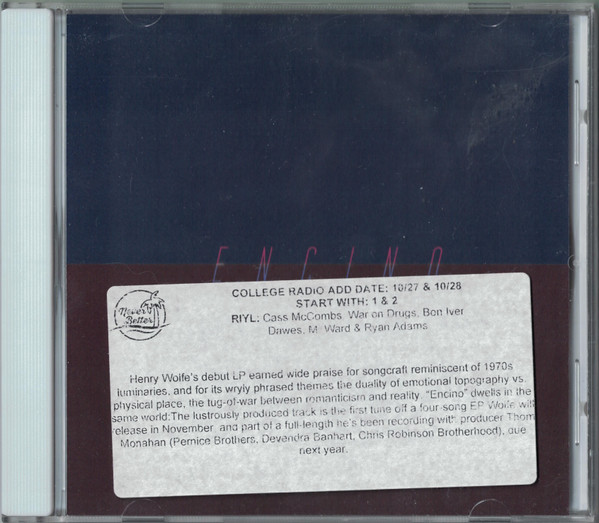 ENCINO
Never
Better
COLLEGE RADIO ADD DATE: 10/27 & 10/28
START WITH: 1 & 2
RIYL: Cass McCombs, War on Drugs, Bon Iver
Dawes, M. Ward & Ryan Adams
Henry Wolfe's debut LP earned wide praise for songcraft reminiscent of 1970s
luminaries, and for its wryly phrased themes the duality of emotional topography vs.
physical place, the tug-of-war between romanticism and reality. "Encino" dwells in the
same world:The lustrously produced track is the first tune off a four-song EP Wolfe will
release in November, and part of a full-length he's been recording with producer Thom
Monahan (Pernice Brothers, Devendra Banhart, Chris Robinson Brotherhood), due
next year.